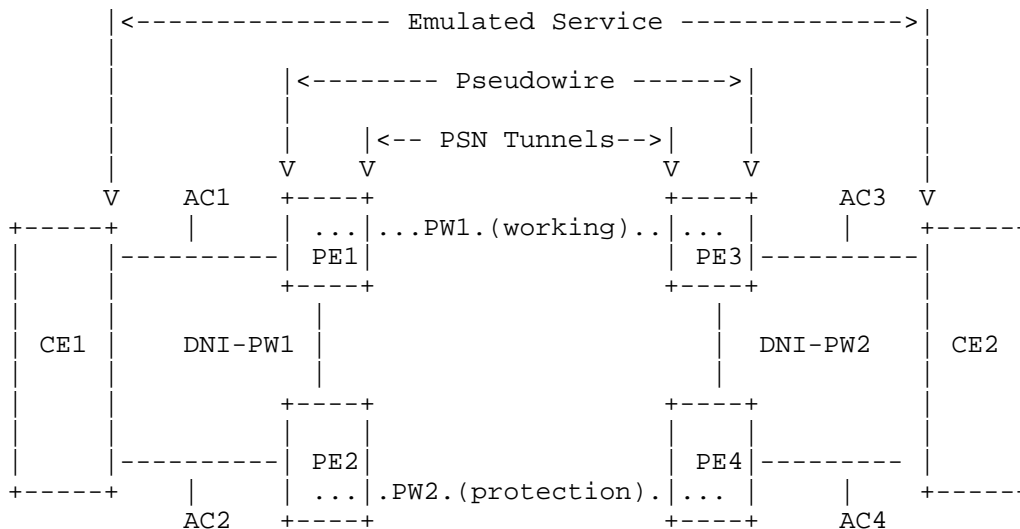 |<---------------- Emulated Service -------------->|
|<-------- Pseudowire ------>|
|<-- PSN Tunnels-->|
V V V V
V AC1 +----+ +----+ AC3 V
+-----+ | | ...|...PW1.(working)..|... | | +------
| |----------| PE1| | PE3|----------|
+----+ +----+
| CE1 | DNI-PW1 | | DNI-PW2 | CE2
+----+ +----+
| |----------| PE2| | PE4|---------
+-----+ | | ...|.PW2.(protection).|... | | +------
AC2 +----+ +----+ AC4